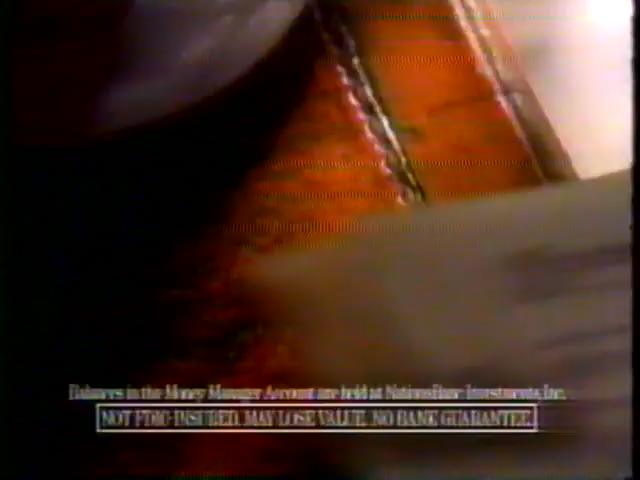 Balances in the Money Manager Account are held at NationsBanc Investments, Inc.
NOT FDIC-INSURED. MAY LOSE VALUE. NO BANK GUARANTEE.